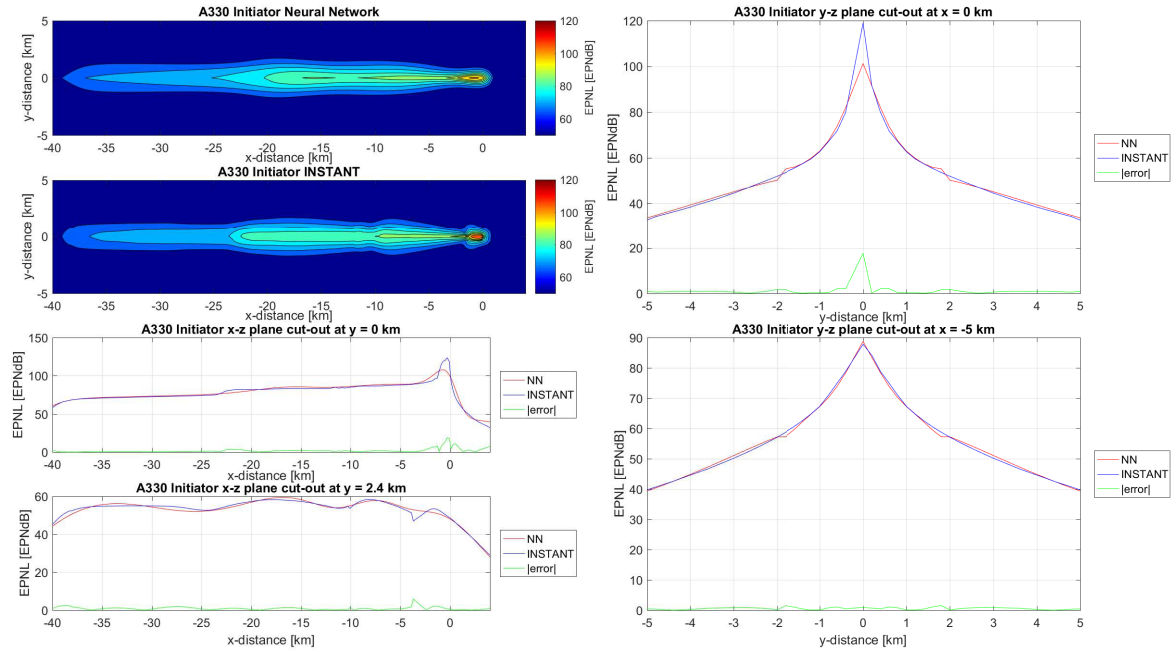 A330 Initiator Neural Network
y-distance [km]
5
0
-5
-40 -35 -30 -25 -20 -15 -10 -5 0
x-distance [km]
120
100
80
60
EPNL [EPNdB]
A330 Initiator INSTANT
y-distance [km]
5
0
-5
-40 -35 -30 -25 -20 -15 -10 -5 0
x-distance [km]
120
100
80
60
EPNL [EPNdB]
A330 Initiator x-z plane cut-out at y = 0 km
EPNL [EPNdB]
150
100
50
0
-40 -35 -30 -25 -20 -15 -10 -5 0
x-distance [km]
NN
INSTANT
|error|
A330 Initiator x-z plane cut-out at y = 2.4 km
EPNL [EPNdB]
60
40
20
0
-40 -35 -30 -25 -20 -15 -10 -5 0
x-distance [km]
NN
INSTANT
|error|
A330 Initiator y-z plane cut-out at x = 0 km
EPNL [EPNdB]
120
100
80
60
40
20
0
-5 -4 -3 -2 -1 0 1 2 3 4 5
y-distance [km]
NN
INSTANT
|error|
A330 Initiator y-z plane cut-out at x = -5 km
EPNL [EPNdB]
90
80
70
60
50
40
30
20
10
0
-5 -4 -3 -2 -1 0 1 2 3 4 5
y-distance [km]
NN
INSTANT
|error|